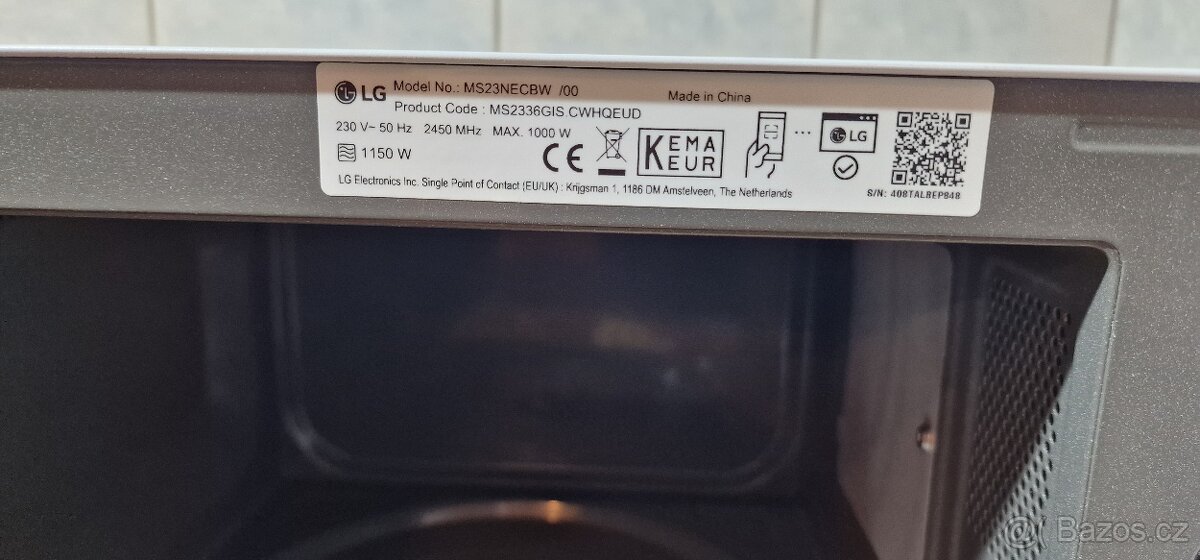 LG Model No.: MS23NECBW /00 Made in China
Product Code : MS2336GIS.CWHQEUD
230 V~ 50 Hz 2450 MHz MAX. 1000 W
1150 W
CE
KEMA
KEUR
LG
LG Electronics Inc. Single Point of Contact (EU/UK) : Krijgsman 1, 1186 DM Amstelveen, The Netherlands
S/N: 408TALBEP848
Bazos.cz